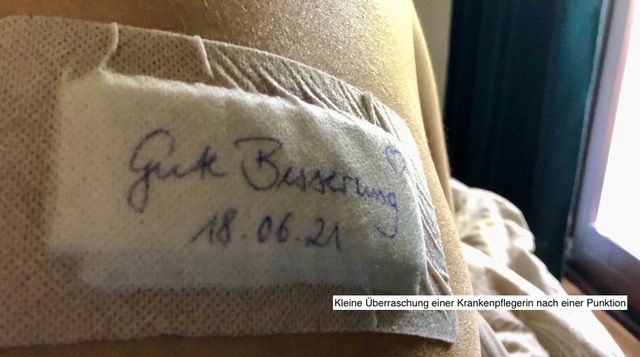 Gute Besserung
18.06.21
Kleine Überraschung einer Krankenpflegerin nach einer Punktion